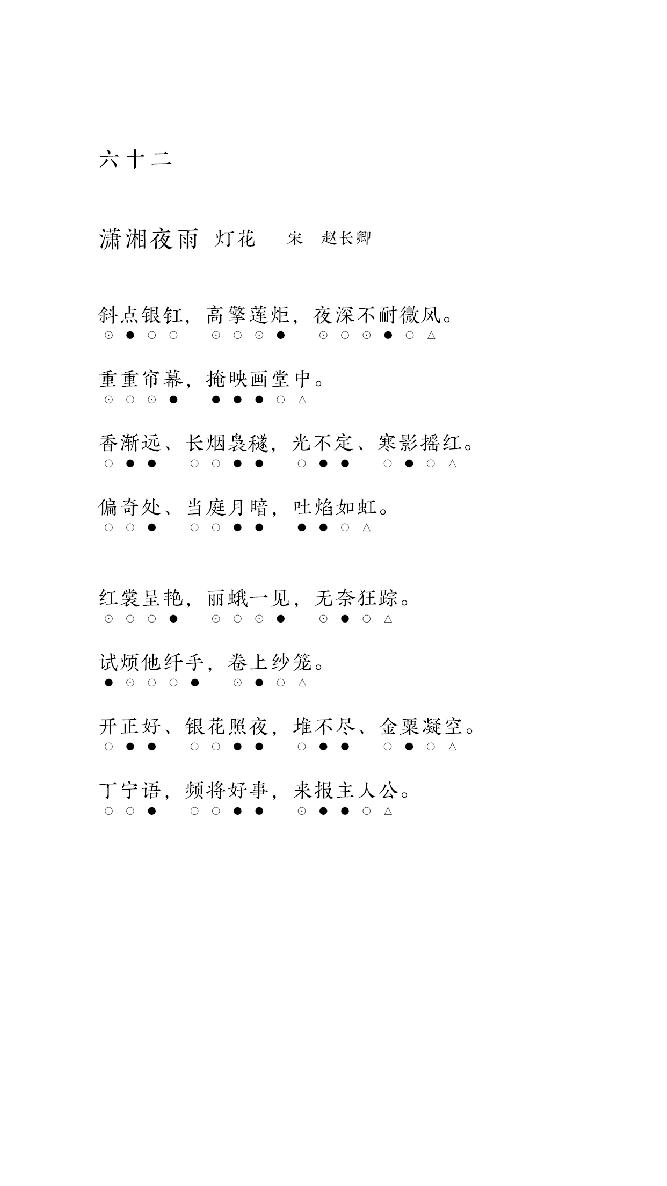 六十二
潇湘夜雨 灯花 宋 赵长卿
斜点银釭，高擎莲炬，夜深不耐微风。
⊙●○○ ⊙○⊙● ⊙○⊙●○△
重重帘幕，掩映画堂中。
⊙○⊙● ●●●○△
香渐远、长烟袅穟，光不定、寒影摇红。
○●● ○○●● ○●● ○●○△
偏奇处、当庭月暗，吐焰如虹。
○○● ○○●● ●●○△
红裳呈艳，丽蛾一见，无奈狂踪。
⊙○○● ⊙○⊙● ⊙●○△
试烦他纤手，卷上纱笼。
●⊙○○● ⊙●○△
开正好、银花照夜，堆不尽、金粟凝空。
○●● ○○●● ○●● ○●○△
丁宁语，频将好事，来报主人公。
○○● ○○●● ⊙●●○△